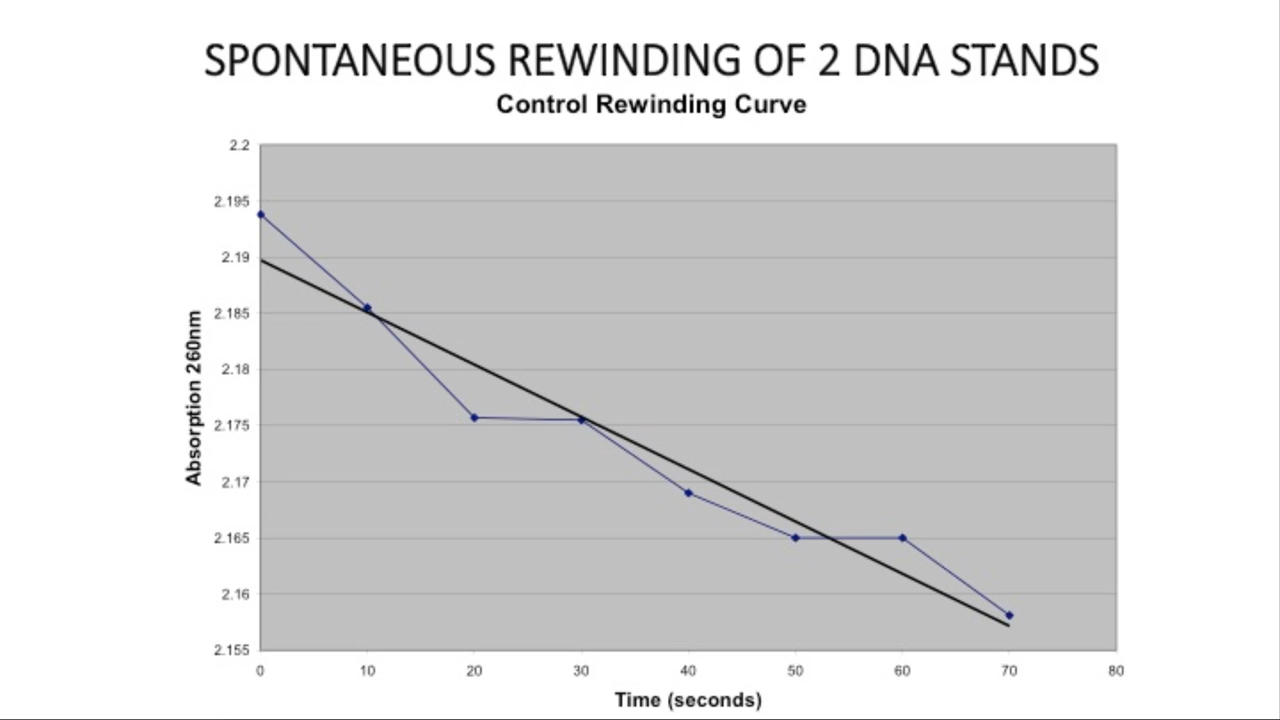 SPONTANEOUS REWINDING OF 2 DNA STANDS
Control Rewinding Curve
2.2
2.195
2.19
2.185
2.18
2.175
2.17
2.165
2.16
2.155
Absorption 260nm
0 10 20 30 40 50 60 70 80
Time (seconds)